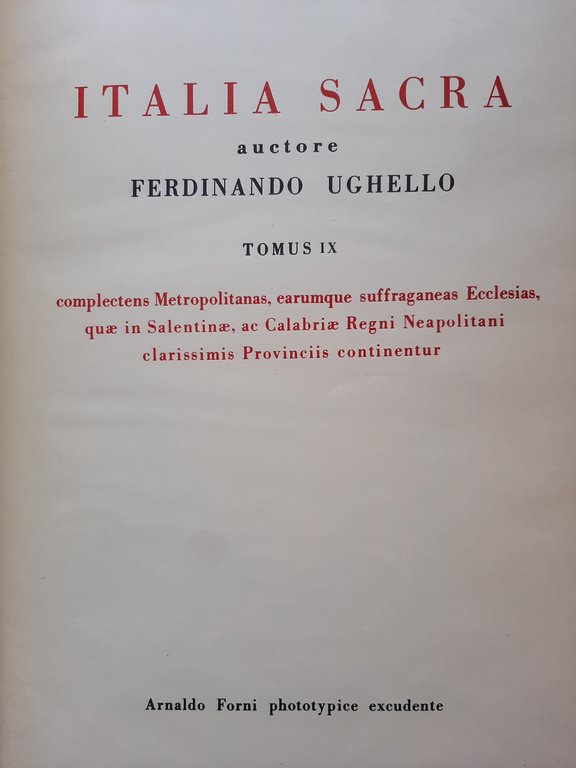 ITALIA SACRA
auctore
FERDINANDO UGHELLO
TOMUS IX
complectens Metropolitanas, earumque suffraganeas Ecclesias,
quæ in Salentinæ, ac Calabriæ Regni Neapolitani
clarissimis Provinciis continentur
Arnaldo Forni phototypice excudente